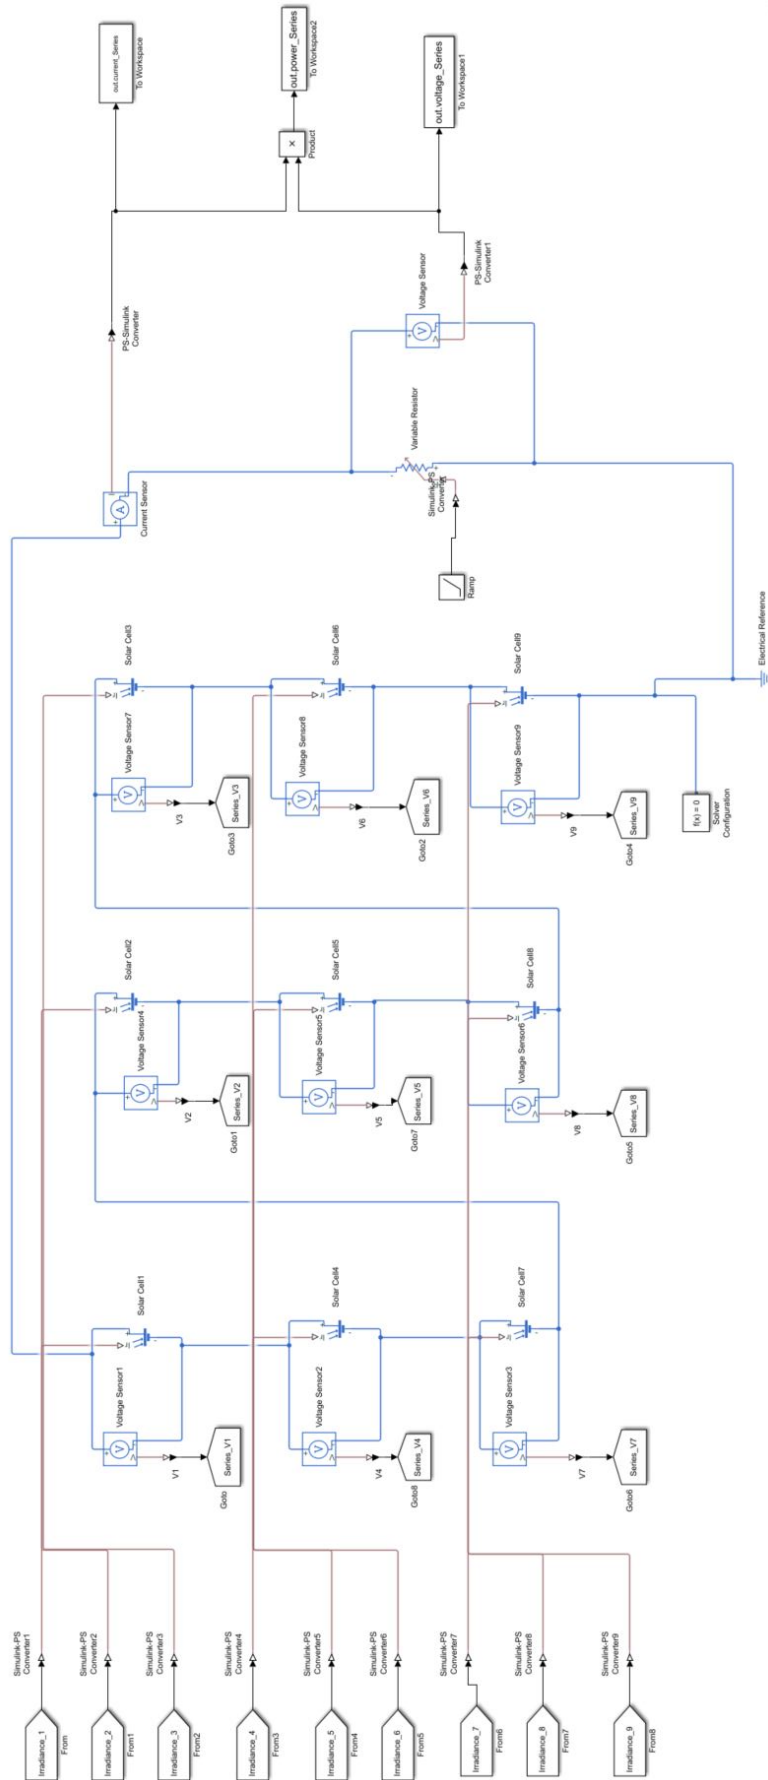 Irradiance_1
From
Simulink-PS
Converter1
Irradiance_2
From1
Simulink-PS
Converter2
Irradiance_3
From2
Simulink-PS
Converter3
Irradiance_4
From3
Simulink-PS
Converter4
Irradiance_5
From4
Simulink-PS
Converter5
Irradiance_6
From5
Simulink-PS
Converter6
Irradiance_7
From6
Simulink-PS
Converter7
Irradiance_8
From7
Simulink-PS
Converter8
Irradiance_9
From8
Simulink-PS
Converter9
Voltage Sensor1
V
V1
Series_V1
Goto
Solar Cell1
Voltage Sensor2
V
V4
Series_V4
Goto8
Solar Cell4
Voltage Sensor3
V
V7
Series_V7
Goto6
Solar Cell7
Voltage Sensor4
V
V2
Series_V2
Goto1
Solar Cell2
Voltage Sensor5
V
V5
Series_V5
Goto7
Solar Cell5
Voltage Sensor6
V
V8
Series_V8
Goto5
Solar Cell8
Voltage Sensor7
V
V3
Series_V3
Goto3
Solar Cell3
Voltage Sensor8
V
V6
Series_V6
Goto2
Solar Cell6
Voltage Sensor9
V
V9
Series_V9
Goto4
Solar Cell9
f(x) = 0
Solver
Configuration
Electrical Reference
A
Current Sensor
Ramp
Simulink-PS
Variable Resistor
V
Voltage Sensor
PS-Simulink
Converter
PS-Simulink
Converter1
×
Product
out.current_Series
To Workspace
out.power_Series
To Workspace2
out.voltage_Series
To Workspace1